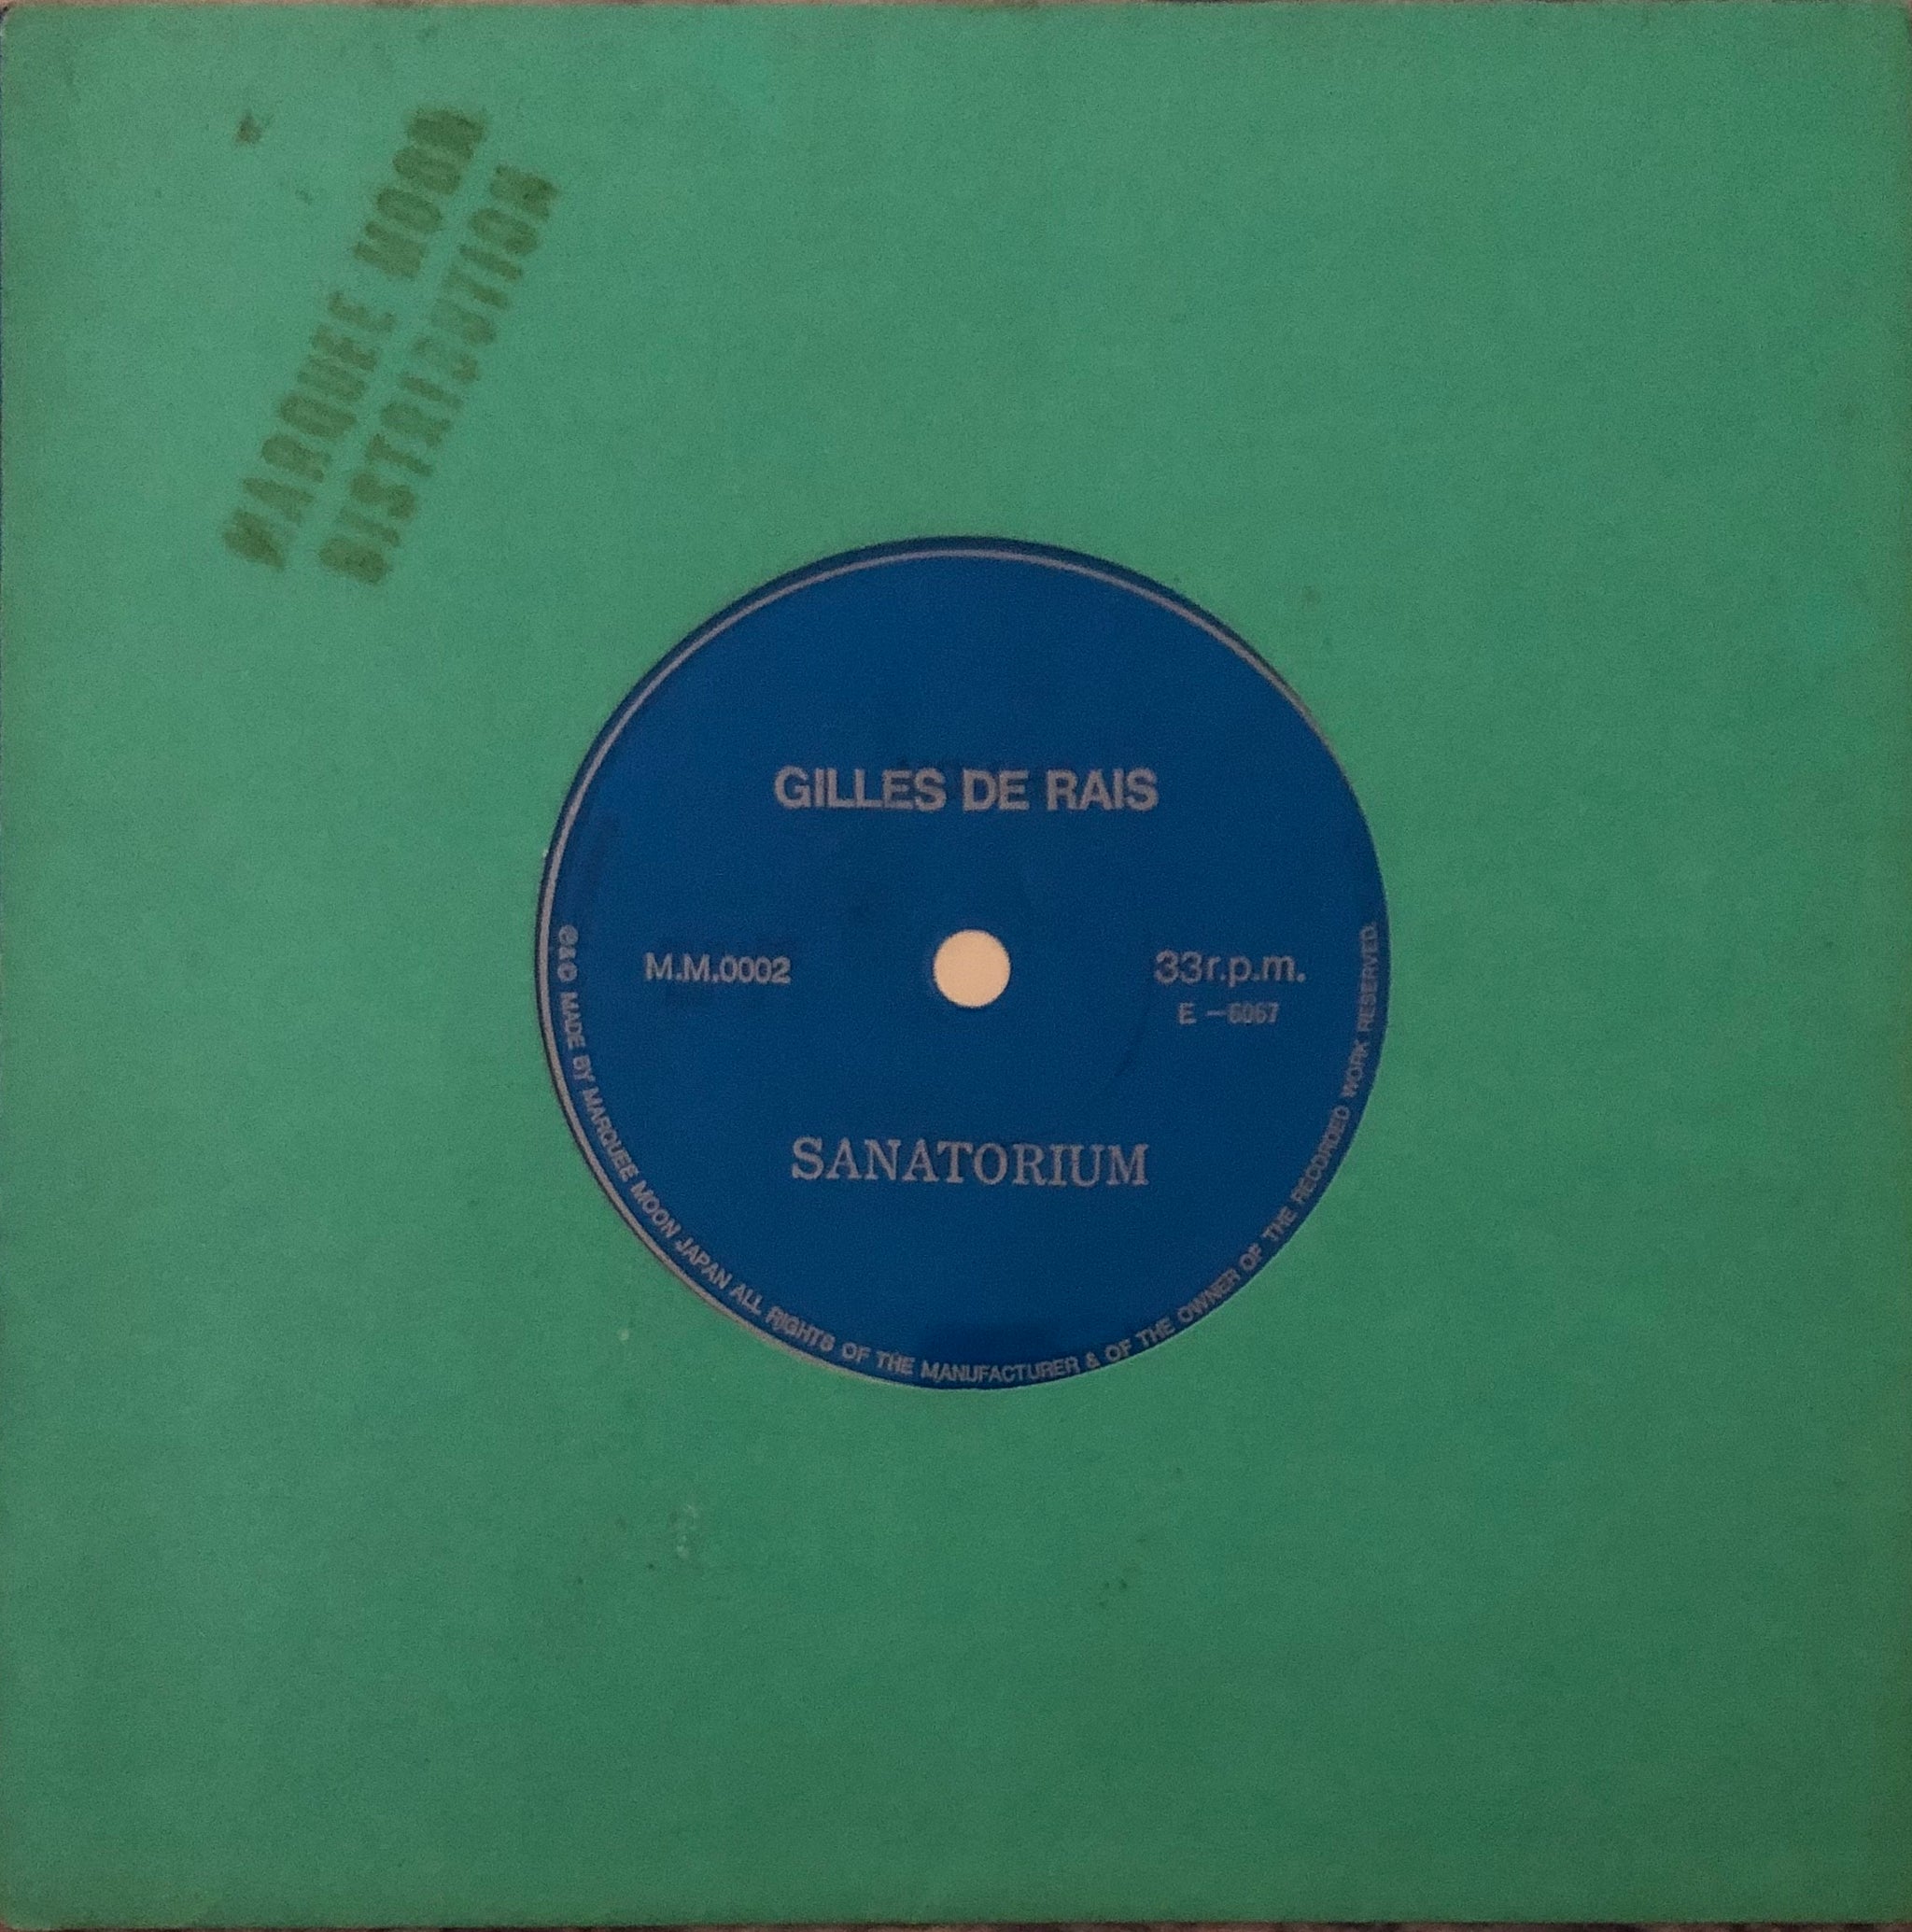 MARQUEE MOON
DISTRIBUTION
GILLES DE RAIS
M.M.0002
33r.p.m.
E -6067
SANATORIUM
℗&© MADE BY MARQUEE MOON JAPAN ALL RIGHTS OF THE MANUFACTURER & OF THE OWNER OF THE RECORDED WORK RESERVED.